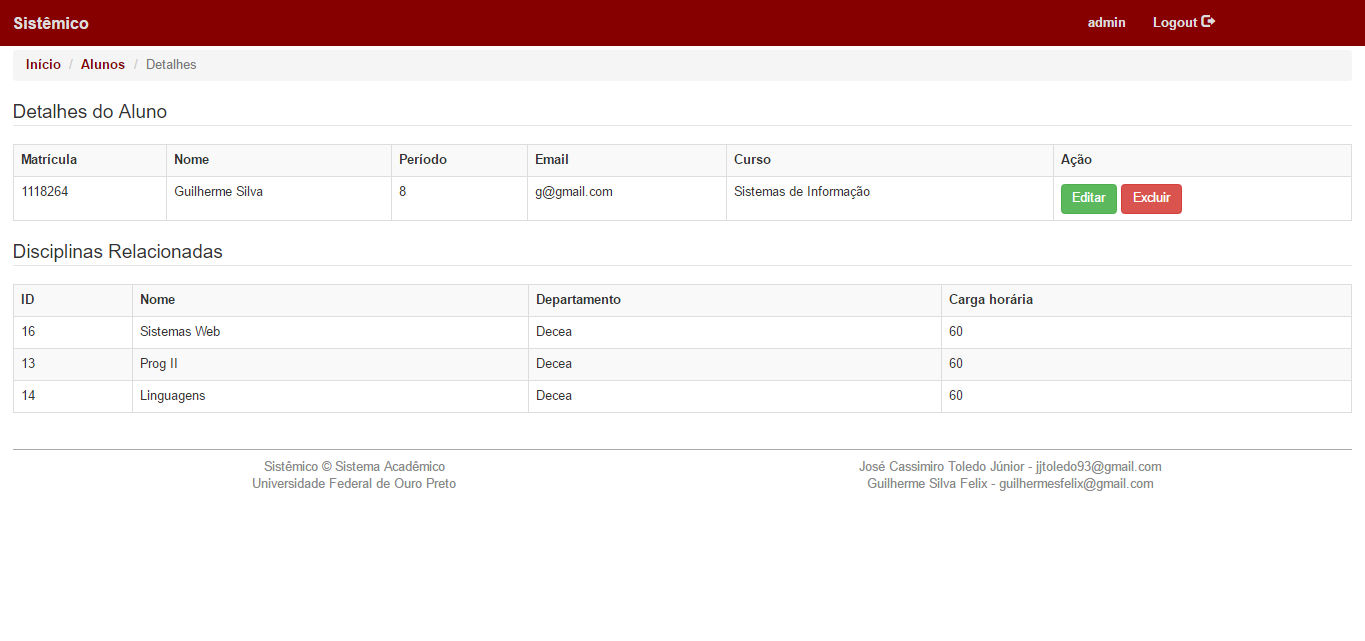 Sistêmico admin Logout
Início / Alunos / Detalhes
Detalhes do Aluno
Matrícula Nome Período Email Curso Ação
1118264 Guilherme Silva 8 g@gmail.com Sistemas de Informação Editar Excluir
Disciplinas Relacionadas
ID Nome Departamento Carga horária
16 Sistemas Web Decea 60
13 Prog II Decea 60
14 Linguagens Decea 60
Sistêmico © Sistema Acadêmico José Cassimiro Toledo Júnior - jjtoledo93@gmail.com
Universidade Federal de Ouro Preto Guilherme Silva Felix - guilhermesfelix@gmail.com